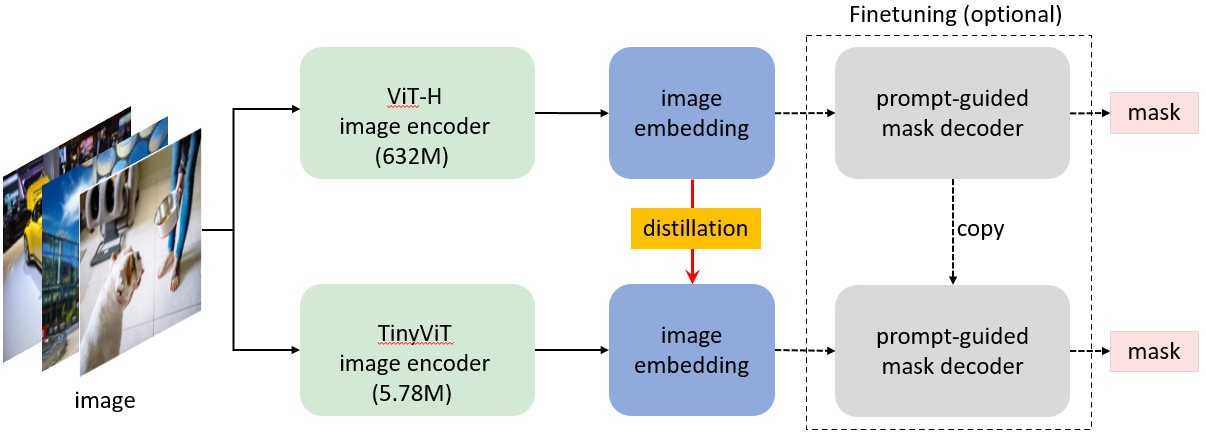 Finetuning (optional)
ViT-H
image encoder
(632M)
image
embedding
prompt-guided
mask decoder
mask
distillation
copy
TinyViT
image encoder
(5.78M)
image
embedding
prompt-guided
mask decoder
mask
image